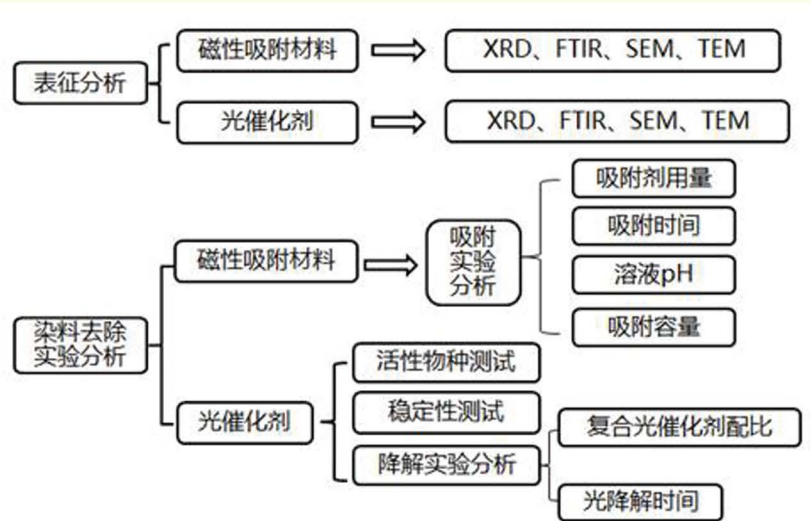 表征分析
磁性吸附材料
XRD、FTIR、SEM、TEM
光催化剂
XRD、FTIR、SEM、TEM
染料去除
实验分析
磁性吸附材料
吸附
实验
分析
吸附剂用量
吸附时间
溶液pH
吸附容量
光催化剂
活性物种测试
稳定性测试
降解实验分析
复合光催化剂配比
光降解时间